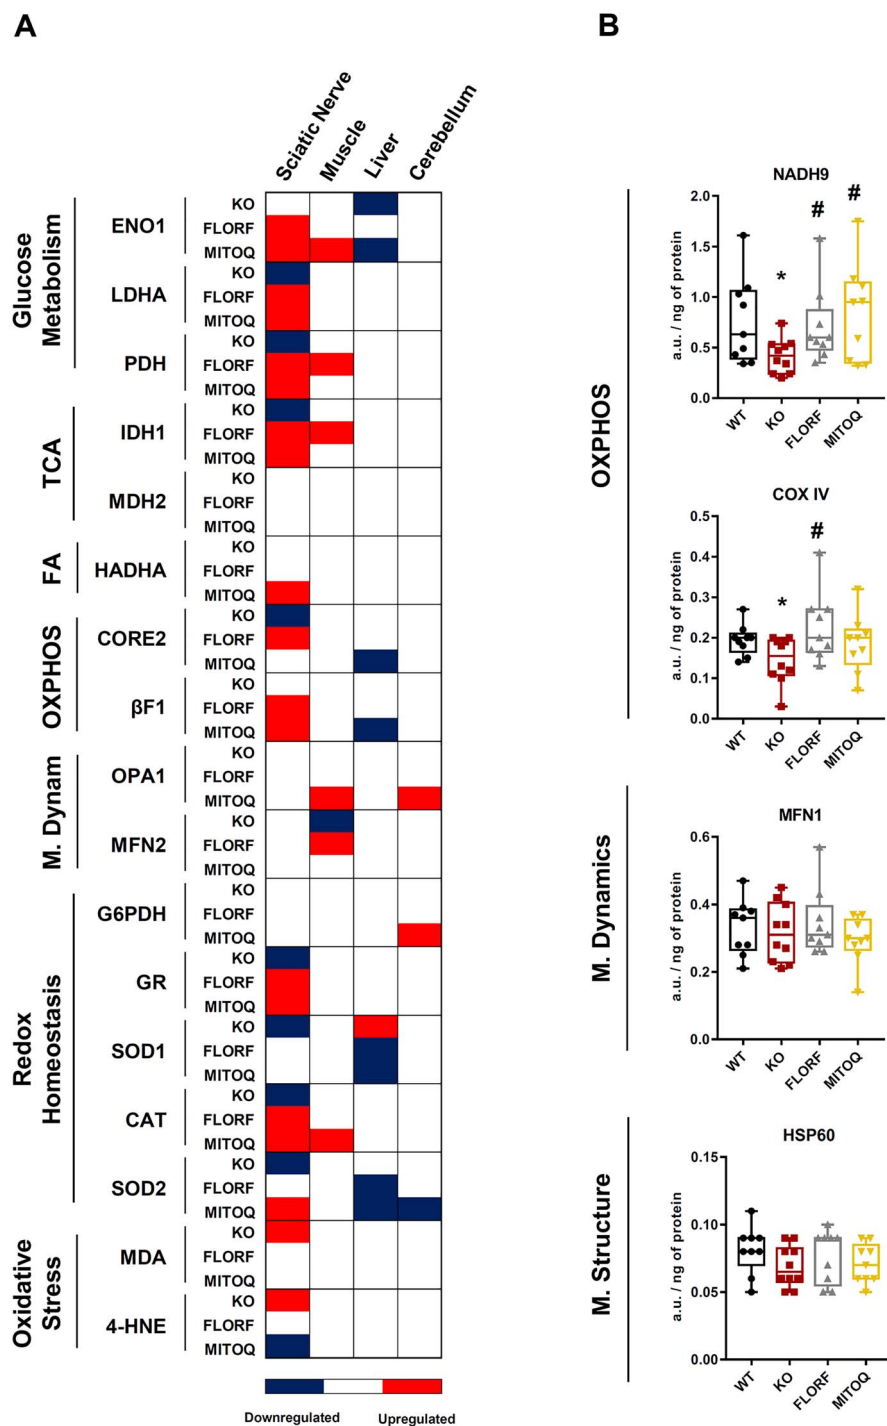 A
B
Sciatic Nerve
Muscle
Liver
Cerebellum
Glucose
Metabolism
ENO1
KO
FLORF
MITOQ
LDHA
KO
FLORF
MITOQ
PDH
KO
FLORF
MITOQ
TCA
IDH1
KO
FLORF
MITOQ
MDH2
KO
FLORF
MITOQ
FA
HADHA
KO
FLORF
MITOQ
OXPHOS
CORE2
KO
FLORF
MITOQ
βF1
KO
FLORF
MITOQ
M. Dynam
OPA1
KO
FLORF
MITOQ
MFN2
KO
FLORF
MITOQ
Redox
Homeostasis
G6PDH
KO
FLORF
MITOQ
GR
KO
FLORF
MITOQ
SOD1
KO
FLORF
MITOQ
CAT
KO
FLORF
MITOQ
SOD2
KO
FLORF
MITOQ
Oxidative
Stress
MDA
KO
FLORF
MITOQ
4-HNE
KO
FLORF
MITOQ
Downregulated
Upregulated
OXPHOS
NADH9
a.u. / ng of protein
2.0
1.5
1.0
0.5
0.0
*
#
#
WT
KO
FLORF
MITOQ
COX IV
a.u. / ng of protein
0.5
0.4
0.3
0.2
0.1
0.0
*
#
WT
KO
FLORF
MITOQ
M. Dynamics
MFN1
a.u. / ng of protein
0.6
0.4
0.2
0.0
WT
KO
FLORF
MITOQ
M. Structure
HSP60
a.u. / ng of protein
0.15
0.10
0.05
0.00
WT
KO
FLORF
MITOQ